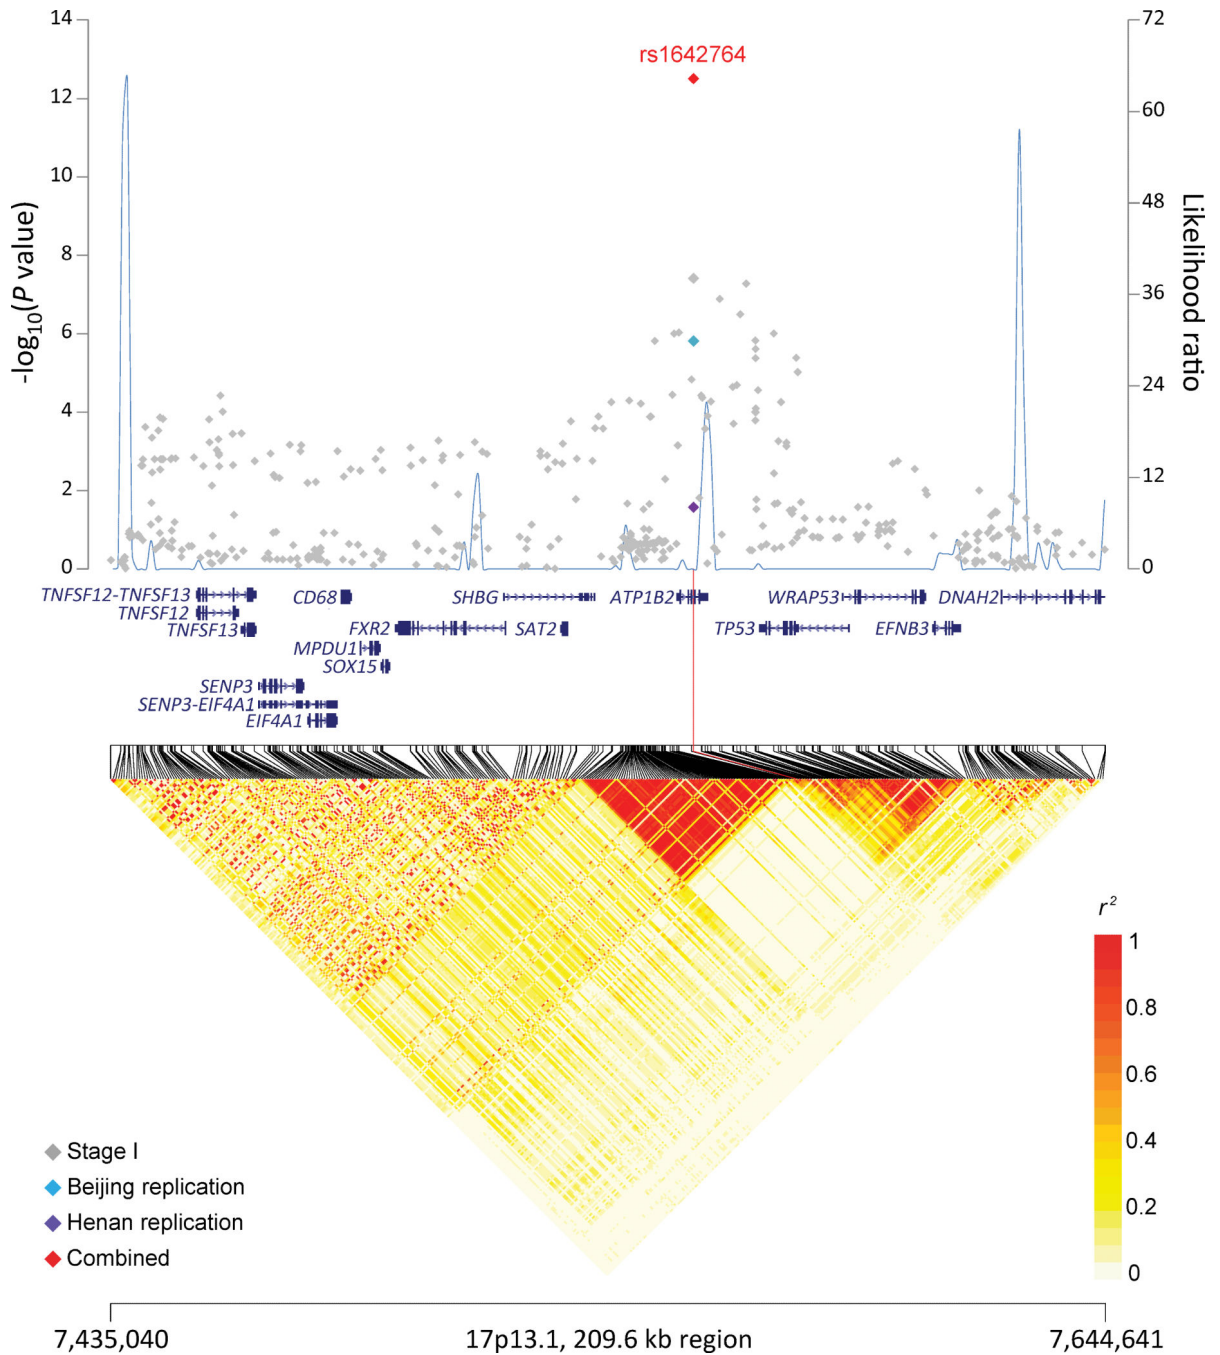 14
12
10
8
6
4
2
0
-log10(P value)
72
60
48
36
24
12
0
Likelihood ratio
rs1642764
TNFSF12-TNFSF13
CD68
SHBG
ATP1B2
WRAP53
DNAH2
TNFSF12
TNFSF13
FXR2
SAT2
TP53
EFNB3
MPDU1
SOX15
SENP3
SENP3-EIF4A1
EIF4A1
r²
1
0.8
0.6
0.4
0.2
0
Stage I
Beijing replication
Henan replication
Combined
7,435,040
17p13.1, 209.6 kb region
7,644,641